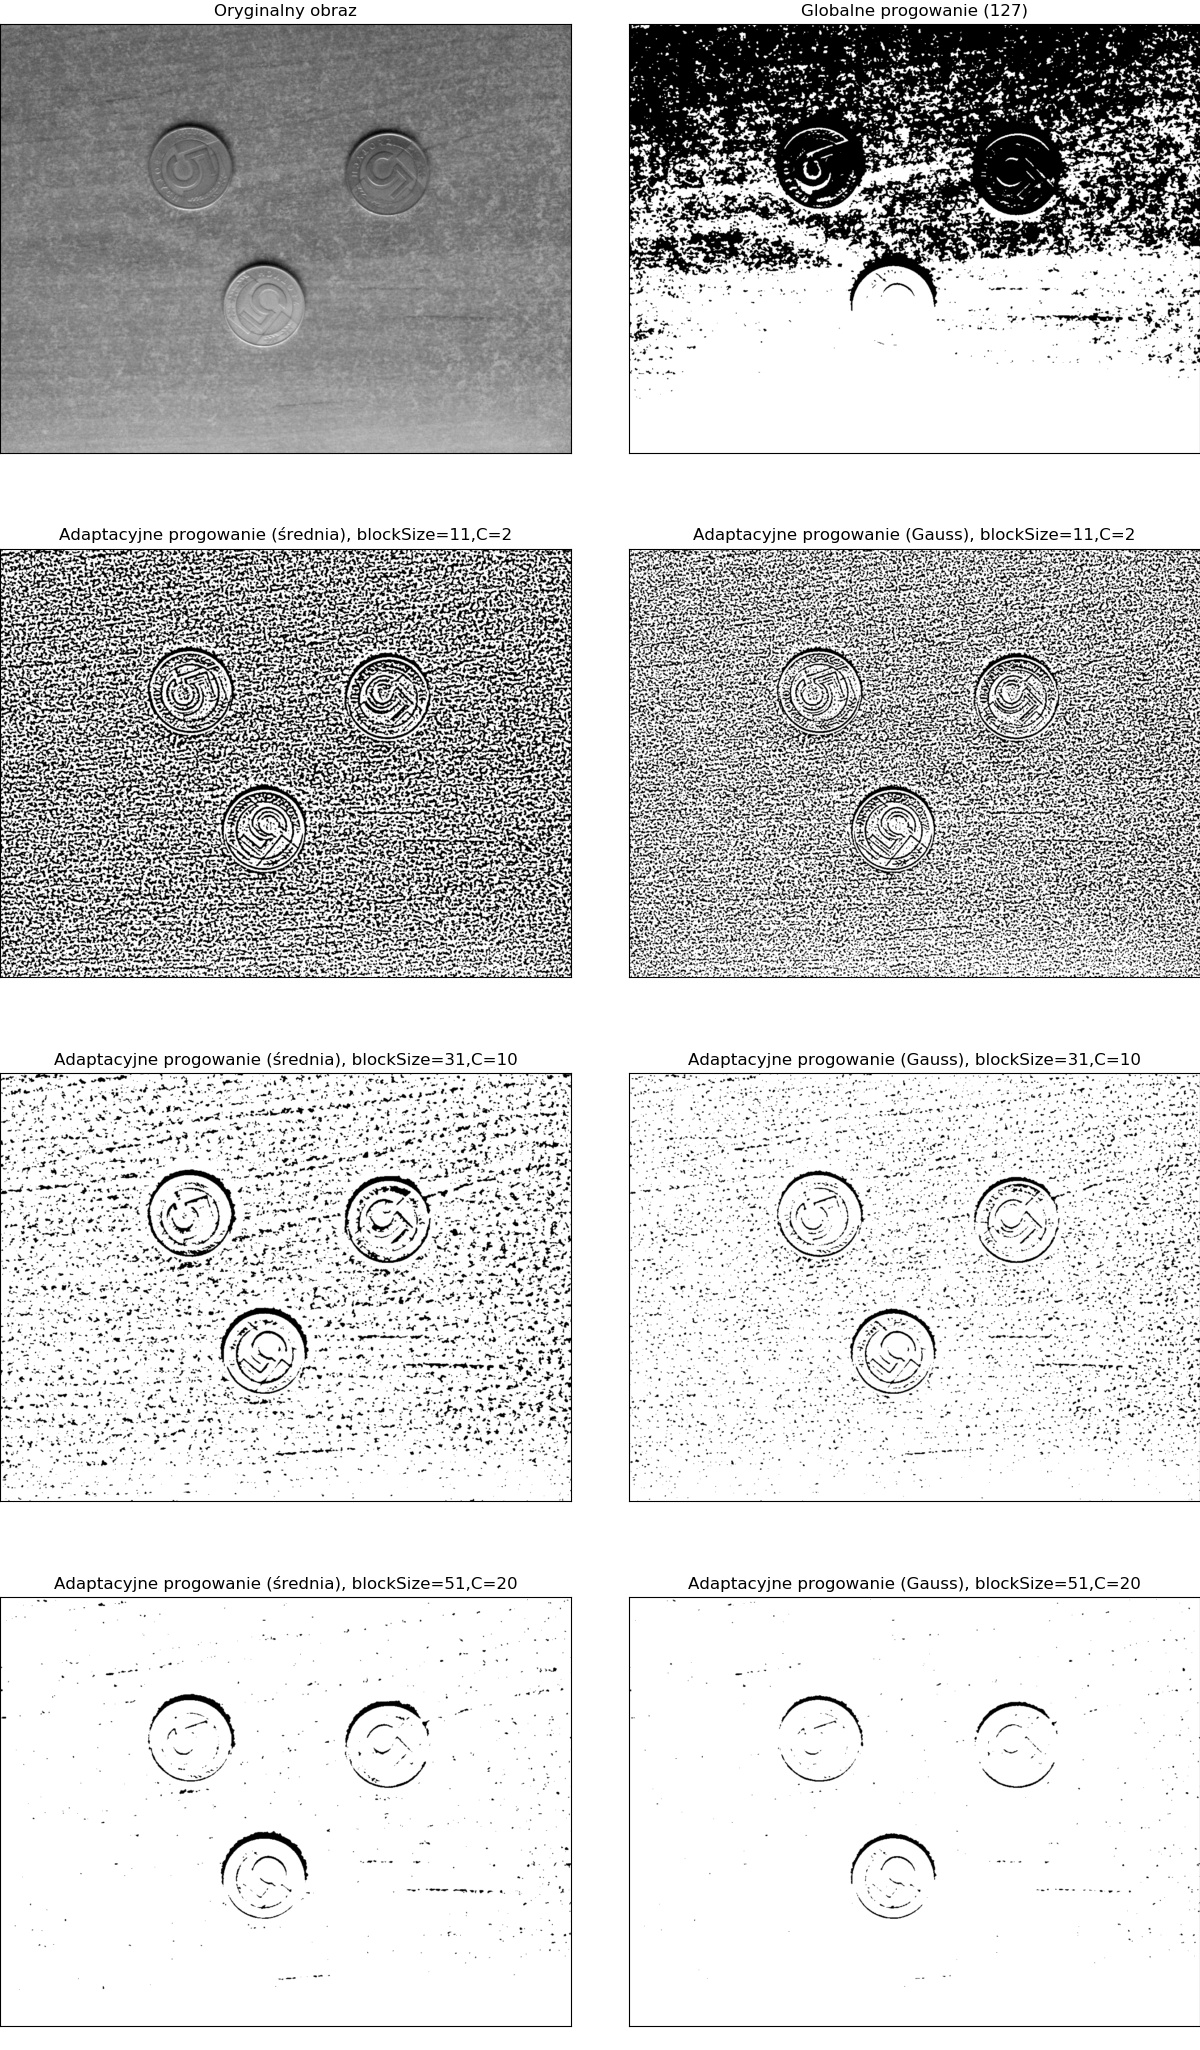 Oryginalny obraz
Globalne progowanie (127)
Adaptacyjne progowanie (średnia), blockSize=11,C=2
Adaptacyjne progowanie (Gauss), blockSize=11,C=2
Adaptacyjne progowanie (średnia), blockSize=31,C=10
Adaptacyjne progowanie (Gauss), blockSize=31,C=10
Adaptacyjne progowanie (średnia), blockSize=51,C=20
Adaptacyjne progowanie (Gauss), blockSize=51,C=20